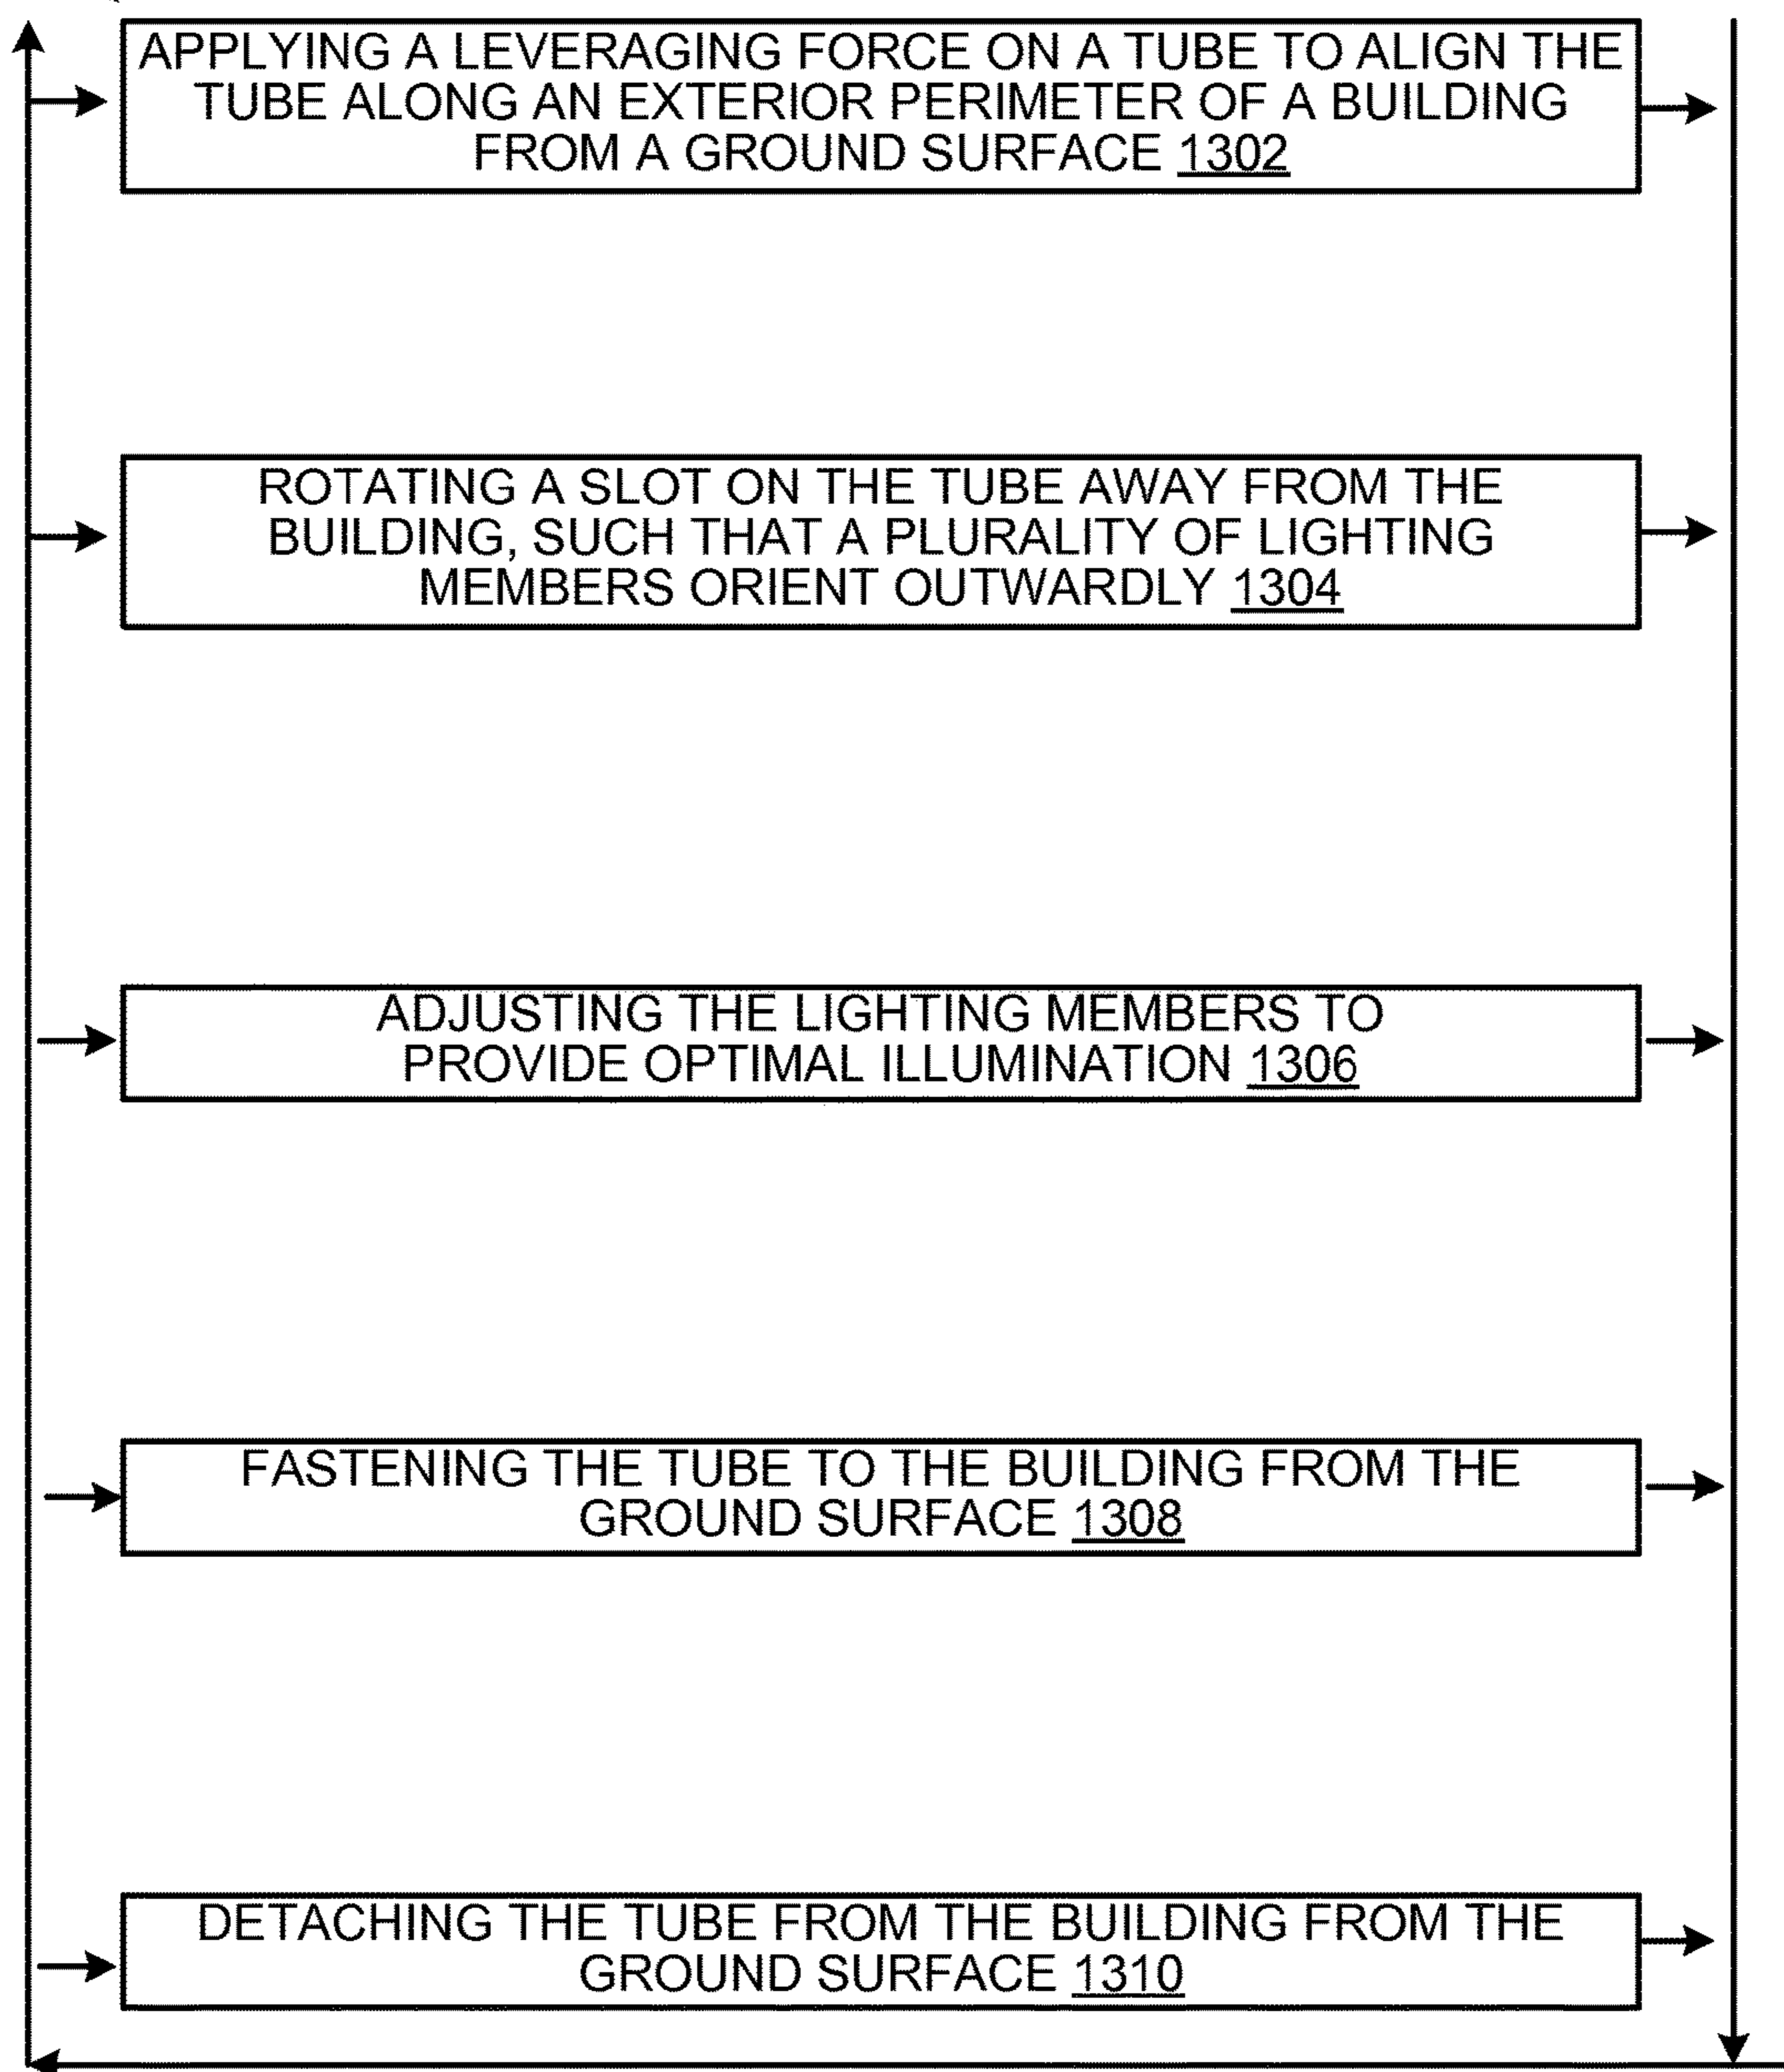 APPLYING A LEVERAGING FORCE ON A TUBE TO ALIGN THE
TUBE ALONG AN EXTERIOR PERIMETER OF A BUILDING
FROM A GROUND SURFACE 1302
ROTATING A SLOT ON THE TUBE AWAY FROM THE
BUILDING, SUCH THAT A PLURALITY OF LIGHTING
MEMBERS ORIENT OUTWARDLY 1304
ADJUSTING THE LIGHTING MEMBERS TO
PROVIDE OPTIMAL ILLUMINATION 1306
FASTENING THE TUBE TO THE BUILDING FROM THE
GROUND SURFACE 1308
DETACHING THE TUBE FROM THE BUILDING FROM THE
GROUND SURFACE 1310